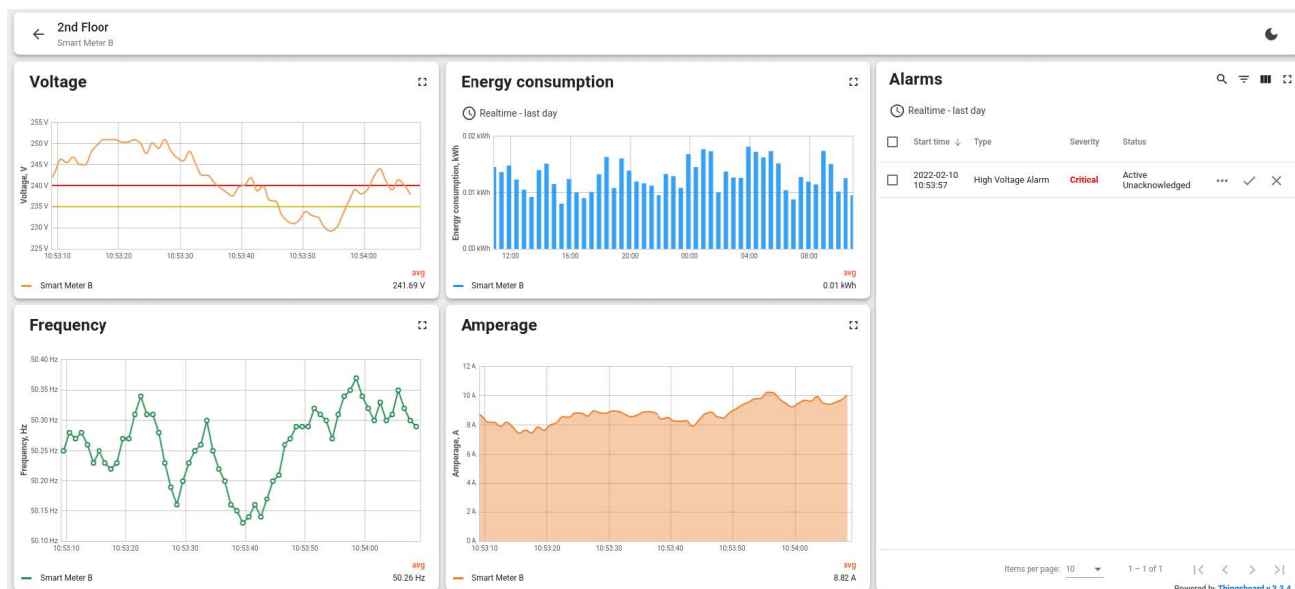 2nd Floor
Smart Meter B
Voltage
255 V
250 V
245 V
240 V
235 V
230 V
225 V
Voltage, V
10:53:10 10:53:20 10:53:30 10:53:40 10:53:50 10:54:00
avg
Smart Meter B 241.69 V
Energy consumption
Realtime - last day
0.02 kWh
0.01 kWh
0.00 kWh
Energy consumption, kWh
12:00 16:00 20:00 00:00 04:00 08:00
avg
Smart Meter B 0.01 kWh
Alarms
Realtime - last day
Start time Type Severity Status
2022-02-10
10:53:57
High Voltage Alarm
Critical
Active
Unacknowledged
Frequency
50.40 Hz
50.35 Hz
50.30 Hz
50.25 Hz
50.20 Hz
50.15 Hz
50.10 Hz
Frequency, Hz
10:53:10 10:53:20 10:53:30 10:53:40 10:53:50 10:54:00
avg
Smart Meter B 50.26 Hz
Amperage
12 A
10 A
8 A
6 A
4 A
2 A
0 A
Amperage, A
10:53:10 10:53:20 10:53:30 10:53:40 10:53:50 10:54:00
avg
Smart Meter B 8.82 A
Items per page: 10 1 – 1 of 1
Powered by Thingsboard v.3.3.4